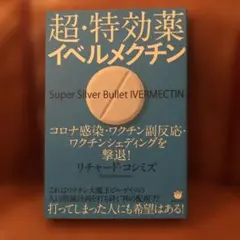 超・特効薬
イベルメクチン
Super Silver Bullet IVERMECTIN
コロナ感染・ワクチン副反応・
ワクチンシェディングを
撃退!
リチャード・コシミズ
打ってしまった人にも希望はある!